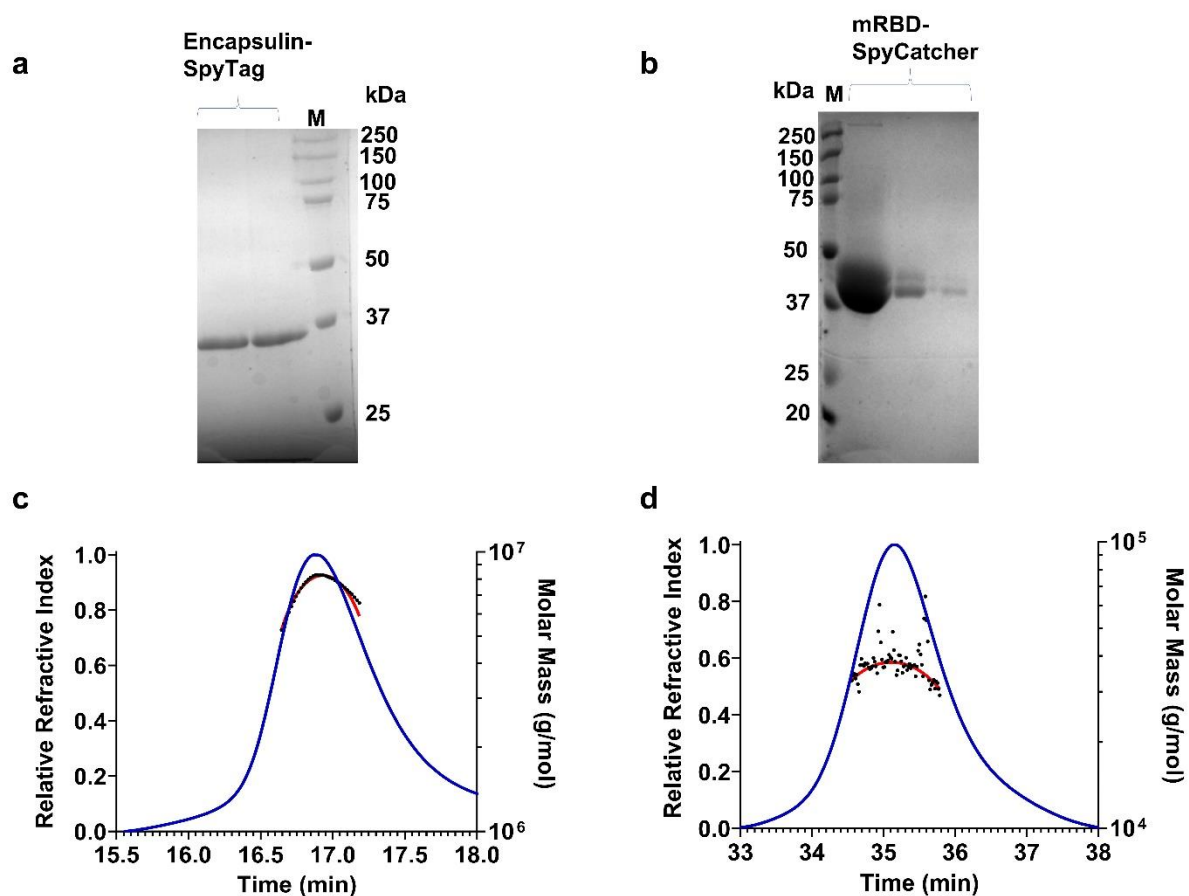 a
Encapsulin-
SpyTag
kDa
M
250
150
100
75
50
37
25
b
mRBD-
SpyCatcher
kDa M
250
150
100
75
50
37
25
20
c
Relative Refractive Index
1.0
0.8
0.6
0.4
0.2
0.0
15.5 16.0 16.5 17.0 17.5 18.0
Time (min)
10⁷
10⁶
Molar Mass (g/mol)
d
Relative Refractive Index
1.0
0.8
0.6
0.4
0.2
0.0
33 34 35 36 37 38
Time (min)
10⁵
10⁴
Molar Mass (g/mol)